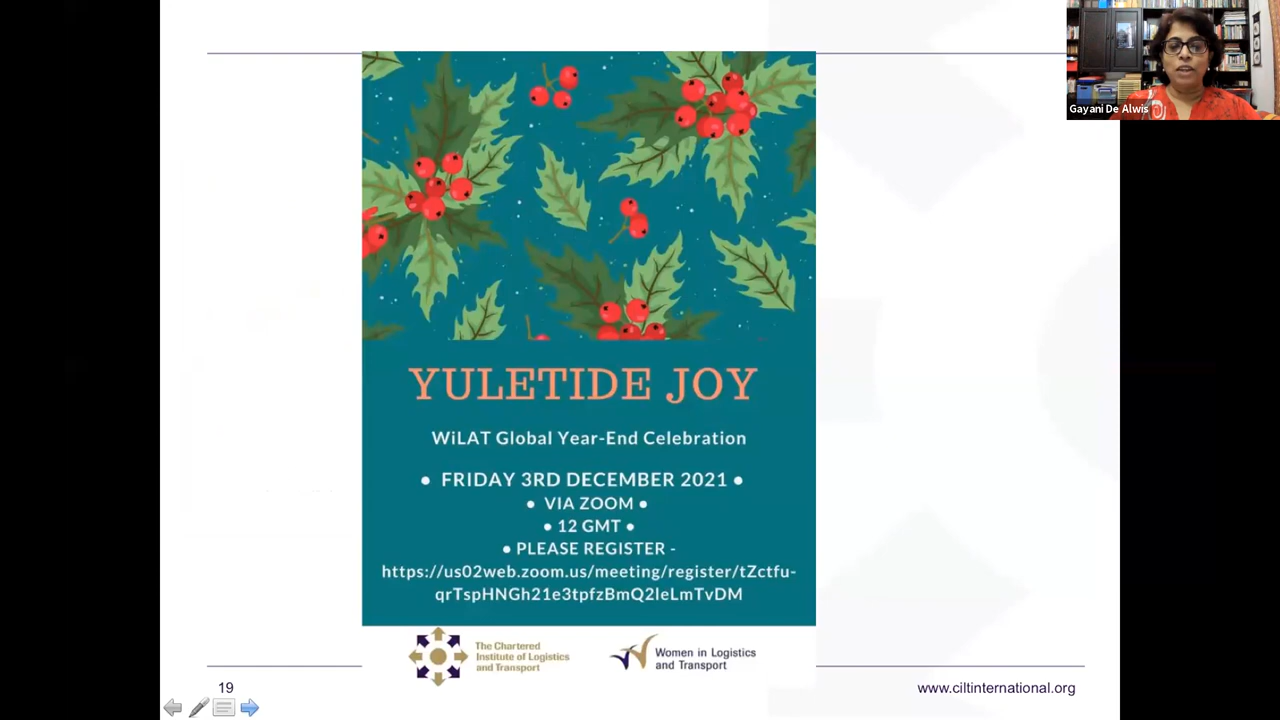 Gayani De Alwis
YULETIDE JOY
WiLAT Global Year-End Celebration
● FRIDAY 3RD DECEMBER 2021 ●
● VIA ZOOM ●
● 12 GMT ●
● PLEASE REGISTER -
https://us02web.zoom.us/meeting/register/tZctfu-
qrTspHNGh21e3tpfzBmQ2leLmTvDM
The Chartered
Institute of Logistics
and Transport
Women in Logistics
and Transport
19
www.ciltinternational.org